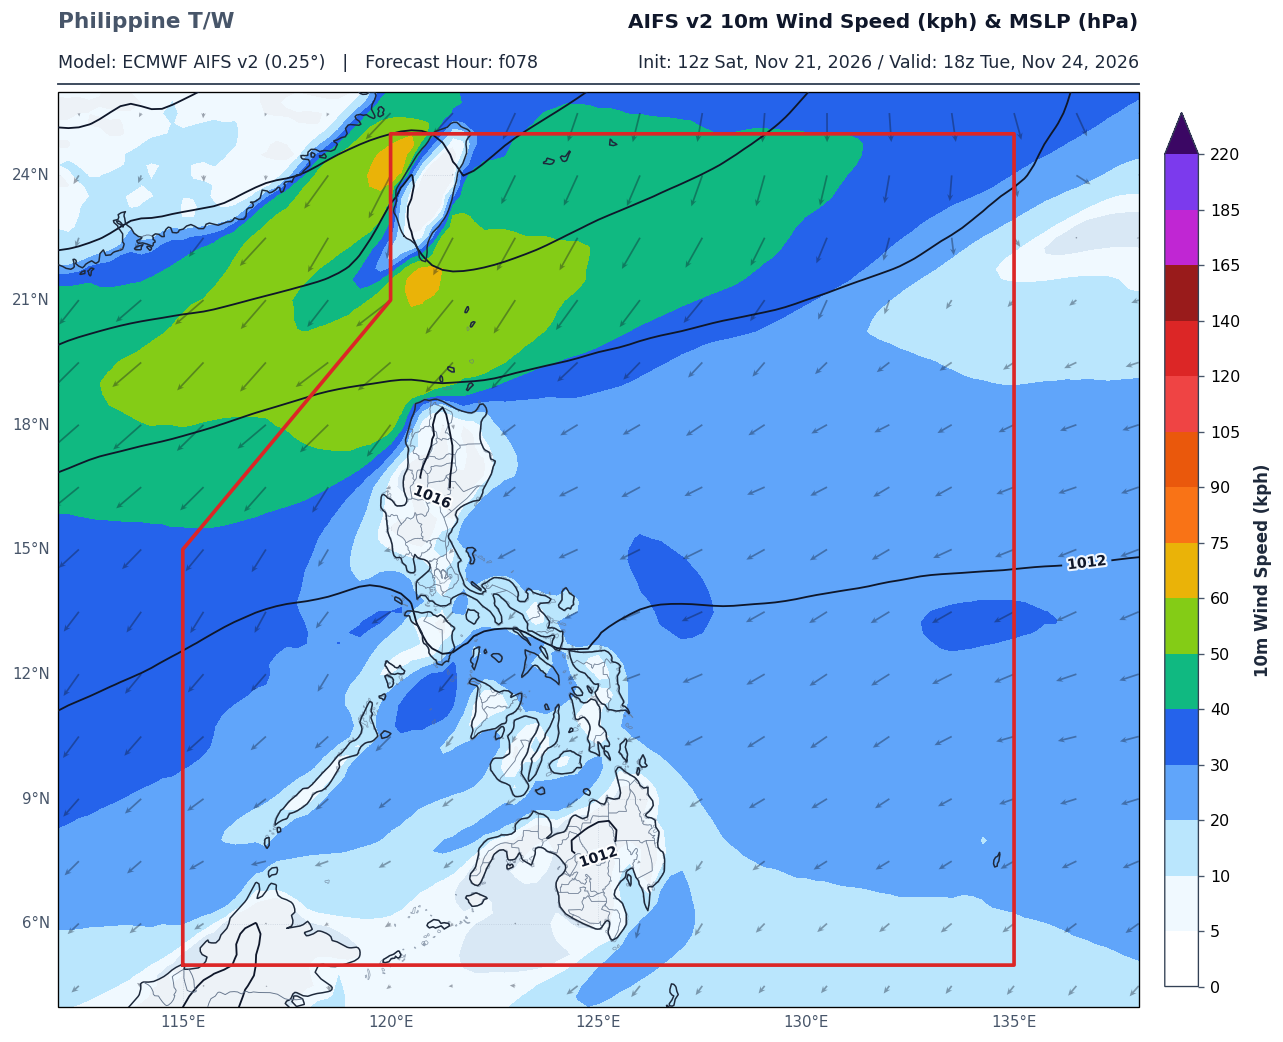 Philippine T/W
AIFS v2 10m Wind Speed (kph) & MSLP (hPa)
Model: ECMWF AIFS v2 (0.25°)   |   Forecast Hour: f078
Init: 12z Sat, Nov 21, 2026 / Valid: 18z Tue, Nov 24, 2026
24°N
21°N
18°N
15°N
12°N
9°N
6°N
1016
1012
1012
115°E
120°E
125°E
130°E
135°E
220
185
165
140
120
105
90
75
60
50
40
30
20
10
5
0
10m Wind Speed (kph)